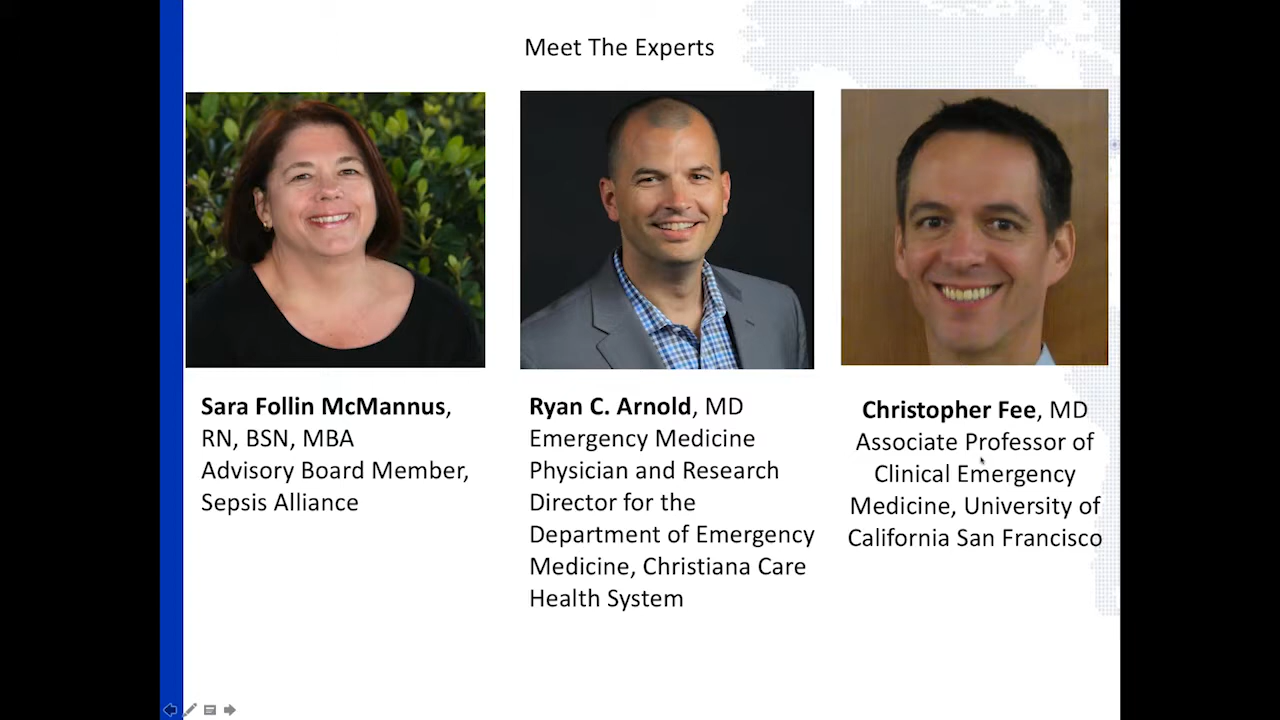 Meet The Experts
Sara Follin McMannus,
RN, BSN, MBA
Advisory Board Member,
Sepsis Alliance
Ryan C. Arnold, MD
Emergency Medicine
Physician and Research
Director for the
Department of Emergency
Medicine, Christiana Care
Health System
Christopher Fee, MD
Associate Professor of
Clinical Emergency
Medicine, University of
California San Francisco